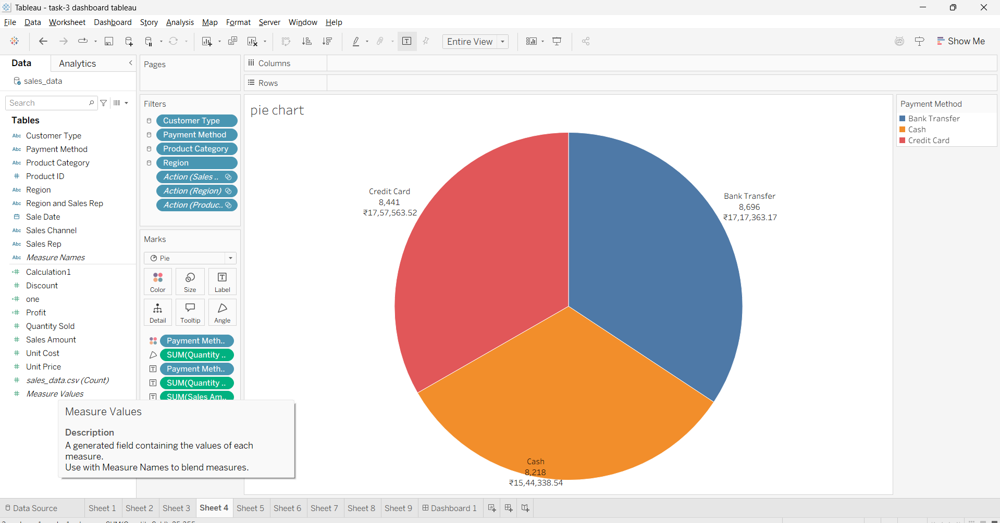 Tableau - task-3 dashboard tableau
File Data Worksheet Dashboard Story Analysis Map Format Server Window Help
Entire View
Show Me
Data Analytics
sales_data
Search
Tables
Abc Customer Type
Abc Payment Method
Abc Product Category
# Product ID
Abc Region
Abc Region and Sales Rep
Sale Date
Abc Sales Channel
Abc Sales Rep
Abc Measure Names
=# Calculation1
# Discount
=# one
=# Profit
# Quantity Sold
# Sales Amount
# Unit Cost
# Unit Price
# sales_data.csv (Count)
# Measure Values
Measure Values
Description
A generated field containing the values of each
measure.
Use with Measure Names to blend measures.
Pages
Filters
Customer Type
Payment Method
Product Category
Region
Action (Sales ..
Action (Region)
Action (Produc..
Marks
Pie
Color Size Label
Detail Tooltip Angle
Payment Meth..
SUM(Quantity ..
Payment Meth..
SUM(Quantity ..
SUM(Sales Am..
Columns
Rows
pie chart
Credit Card
8,441
₹17,57,563.52
Bank Transfer
8,696
₹17,17,363.17
Cash
8,218
₹15,44,338.54
Payment Method
Bank Transfer
Cash
Credit Card
Data Source Sheet 1 Sheet 2 Sheet 3 Sheet 4 Sheet 5 Sheet 6 Sheet 7 Sheet 8 Sheet 9 Dashboard 1